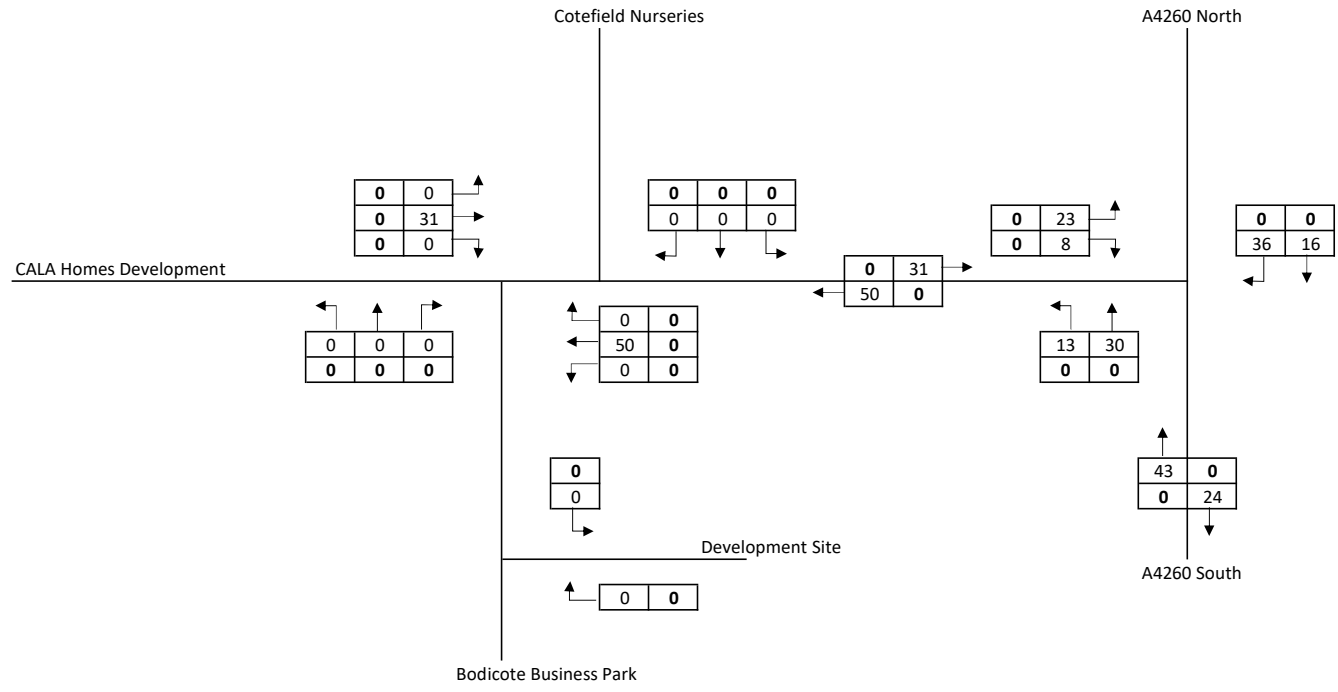 Cotefield Nurseries
A4260 North
0 0
0 31
0 0
0 0 0
0 0 0
0 23
0 8
0 0
36 16
CALA Homes Development
0 31
50 0
0 0 0
0 0 0
0 0
50 0
0 0
13 30
0 0
0
0
43 0
0 24
Development Site
A4260 South
0 0
Bodicote Business Park